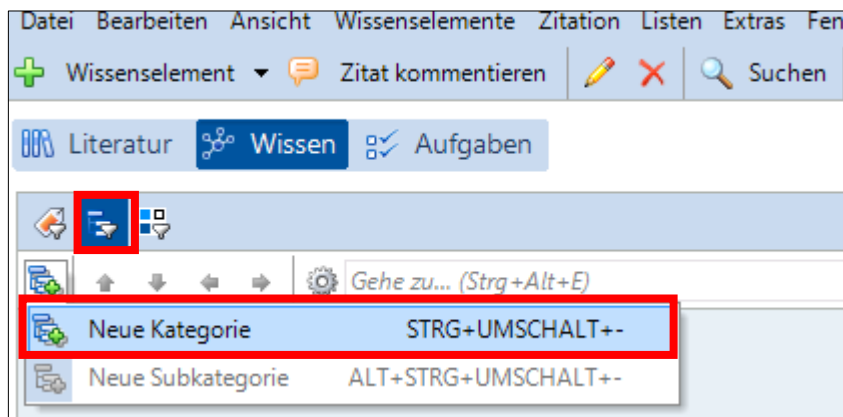 Datei Bearbeiten Ansicht Wissenselemente Zitation Listen Extras Fen
Wissenselement Zitat kommentieren Suchen
Literatur Wissen Aufgaben
Gehe zu... (Strg+Alt+E)
Neue Kategorie STRG+UMSCHALT+-
Neue Subkategorie ALT+STRG+UMSCHALT+-